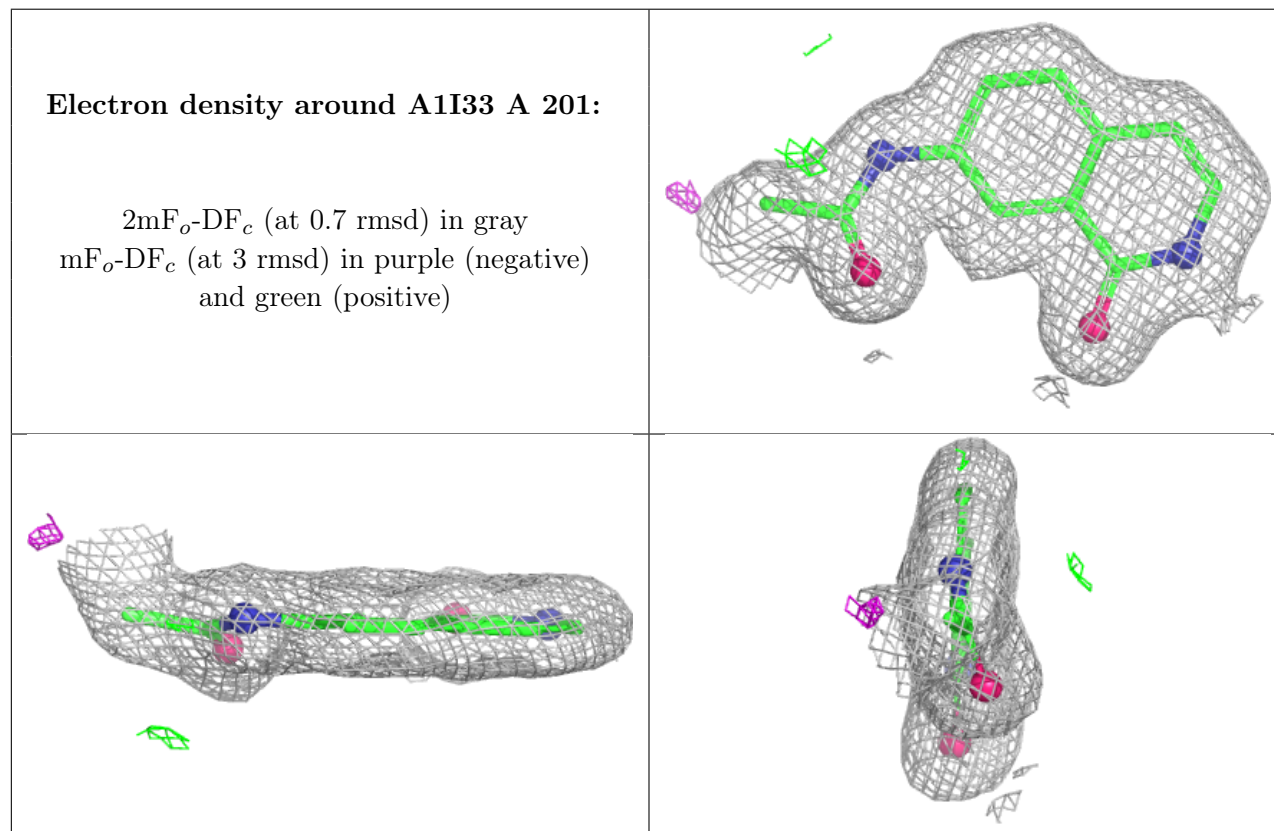 Electron density around A1I33 A 201:
2mFo-DFc (at 0.7 rmsd) in gray
mFo-DFc (at 3 rmsd) in purple (negative)
and green (positive)